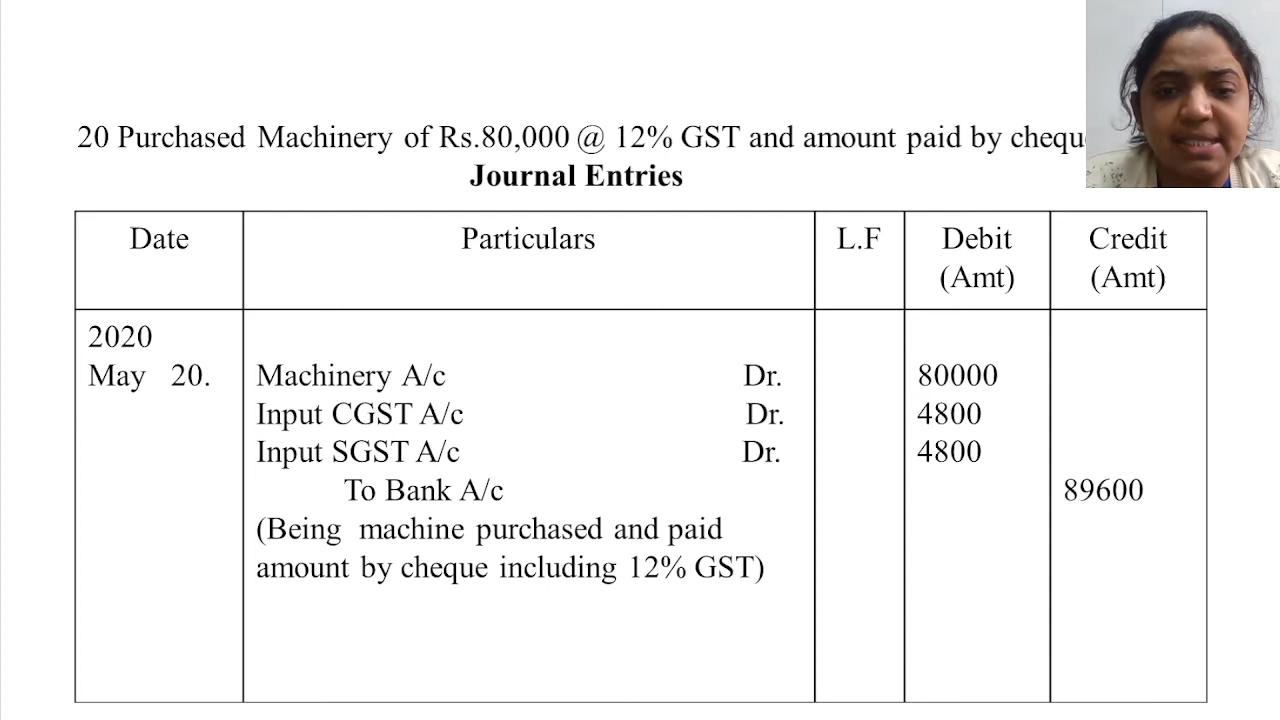 20 Purchased Machinery of Rs.80,000 @ 12% GST and amount paid by chequ
Journal Entries
Date Particulars L.F Debit (Amt) Credit (Amt)
2020
May 20. Machinery A/c Dr. 80000
Input CGST A/c Dr. 4800
Input SGST A/c Dr. 4800
To Bank A/c 89600
(Being machine purchased and paid
amount by cheque including 12% GST)